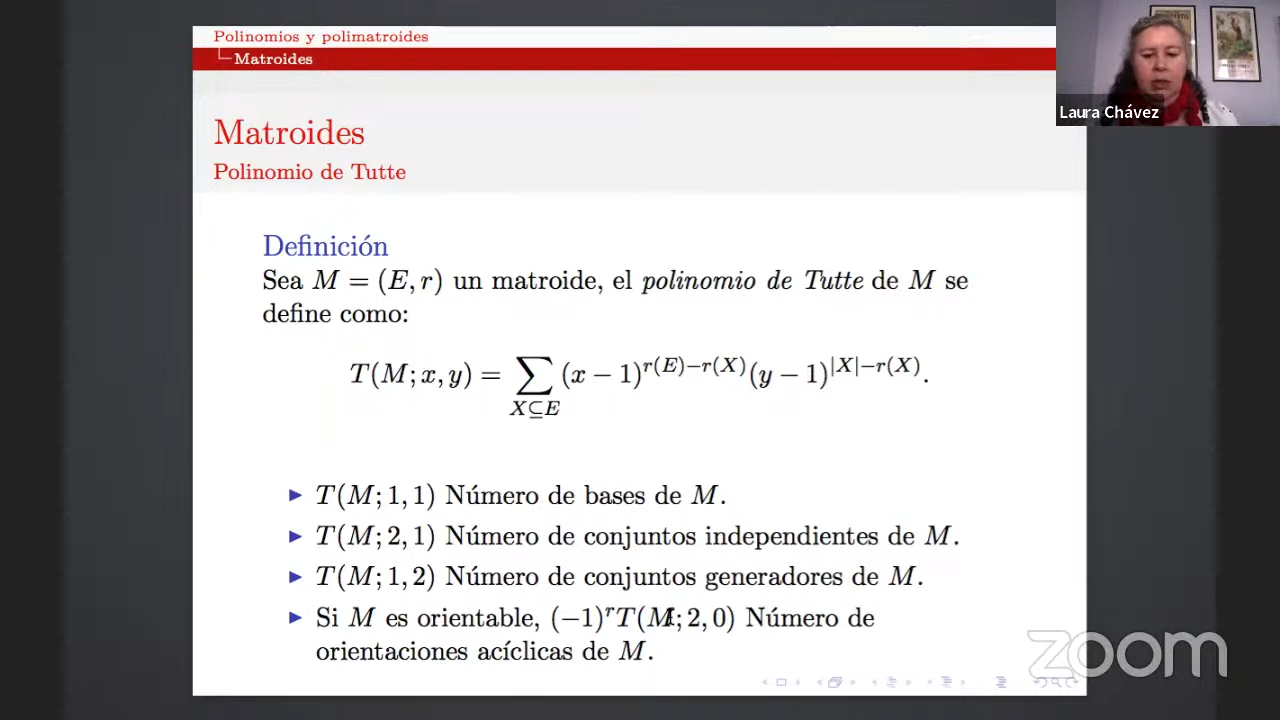 Polinomios y polimatroides
Matroides
Laura Chávez
Matroides
Polinomio de Tutte
Definición
Sea M = (E, r) un matroide, el polinomio de Tutte de M se
define como:
T(M; x, y) = ∑_{X⊆E} (x − 1)^{r(E)−r(X)} (y − 1)^{|X|−r(X)}.
▶ T(M; 1, 1) Número de bases de M.
▶ T(M; 2, 1) Número de conjuntos independientes de M.
▶ T(M; 1, 2) Número de conjuntos generadores de M.
▶ Si M es orientable, (−1)^r T(M; 2, 0) Número de
orientaciones acíclicas de M.
zoom